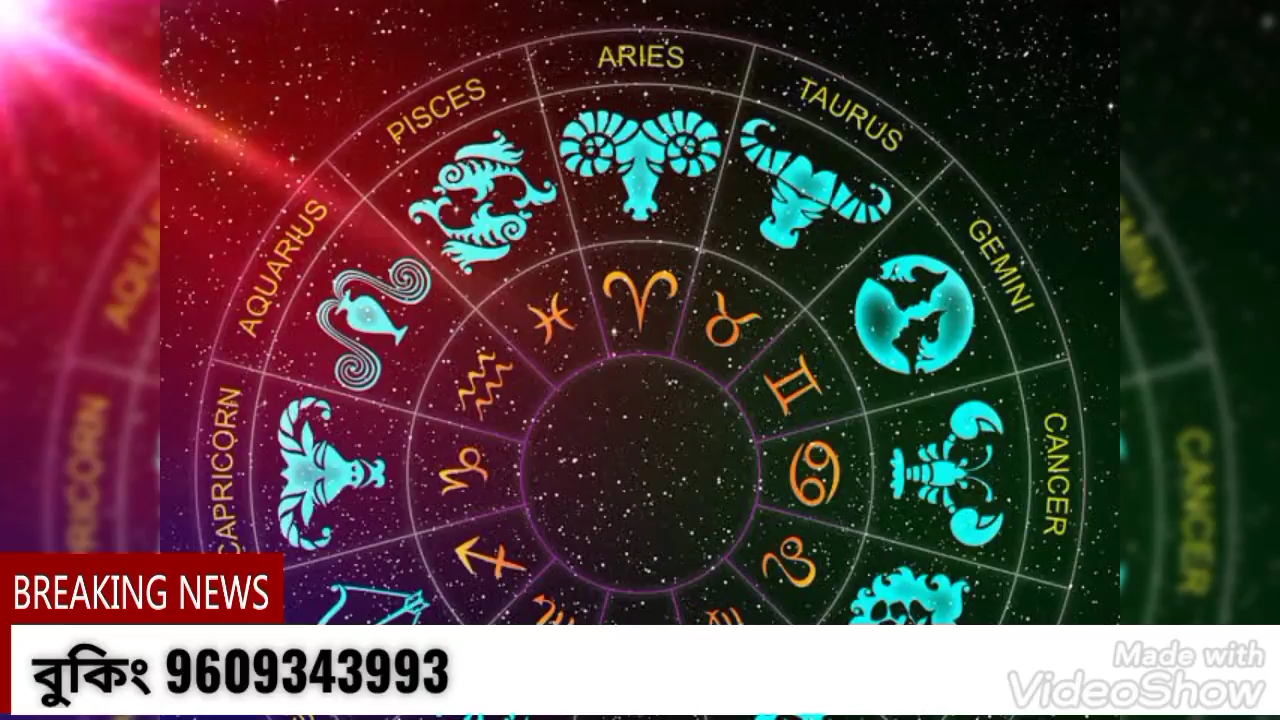 ARIES
PISCES
TAURUS
AQUARIUS
GEMINI
CAPRICORN
CANCER
BREAKING NEWS
বুকিং 9609343993
Made with
VideoShow